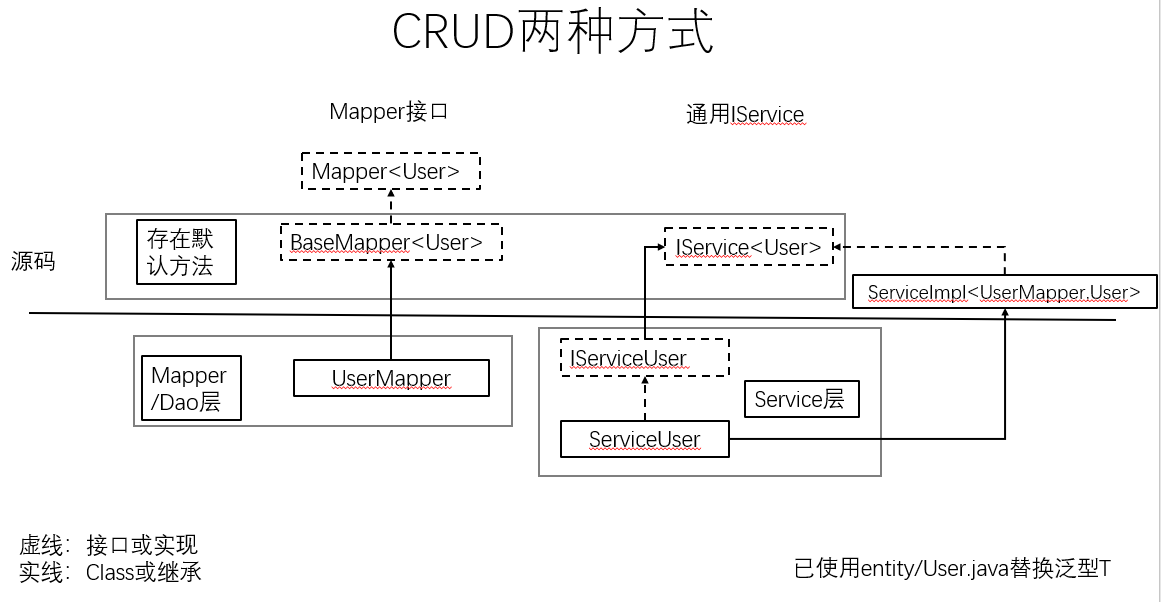 CRUD两种方式
Mapper接口
通用IService
Mapper<User>
存在默
认方法
BaseMapper<User>
IService<User>
源码
ServiceImpl<UserMapper.User>
Mapper
/Dao层
UserMapper
IServiceUser
Service层
ServiceUser
虚线：接口或实现
实线：Class或继承
已使用entity/User.java替换泛型T